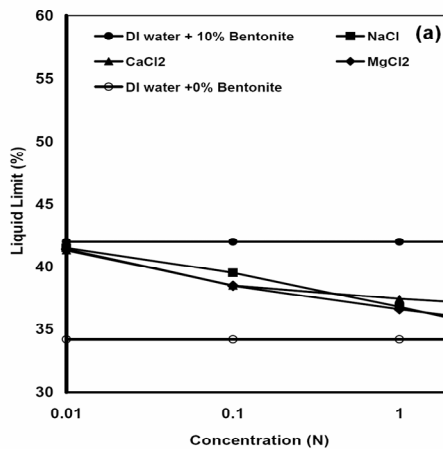 60
(a)
DI water + 10% Bentonite
NaCl
CaCl2
MgCl2
DI water +0% Bentonite
50
45
40
35
30
55
Liquid Limit (%)
0.01
0.1
1
Concentration (N)